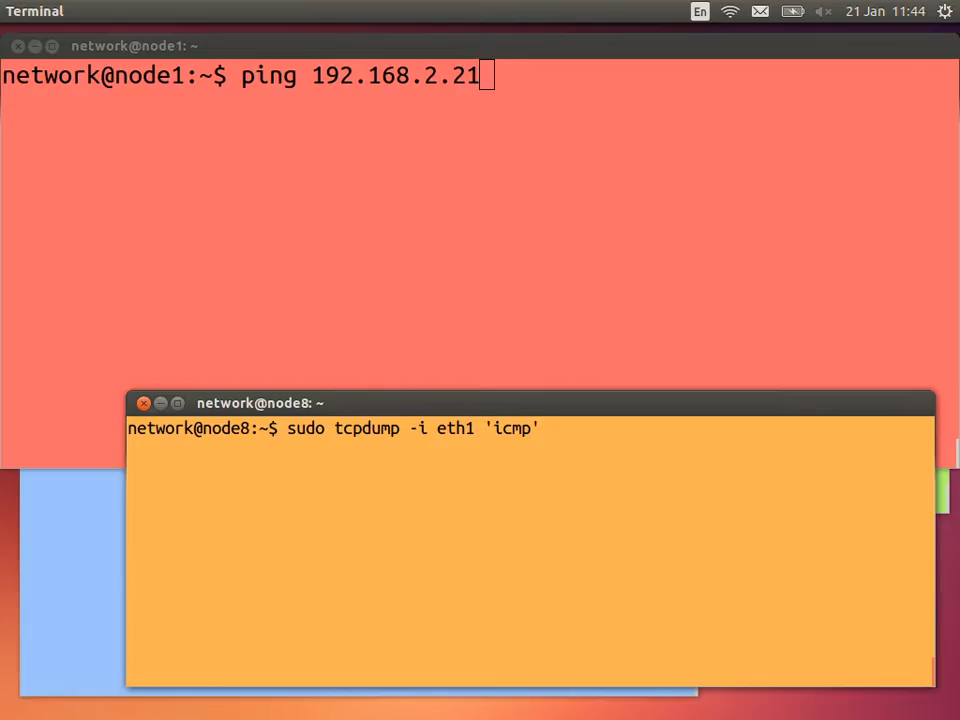 Terminal
En
21 Jan 11:44
network@node1: ~
network@node1:~$ ping 192.168.2.21
network@node8: ~
network@node8:~$ sudo tcpdump -i eth1 'icmp'